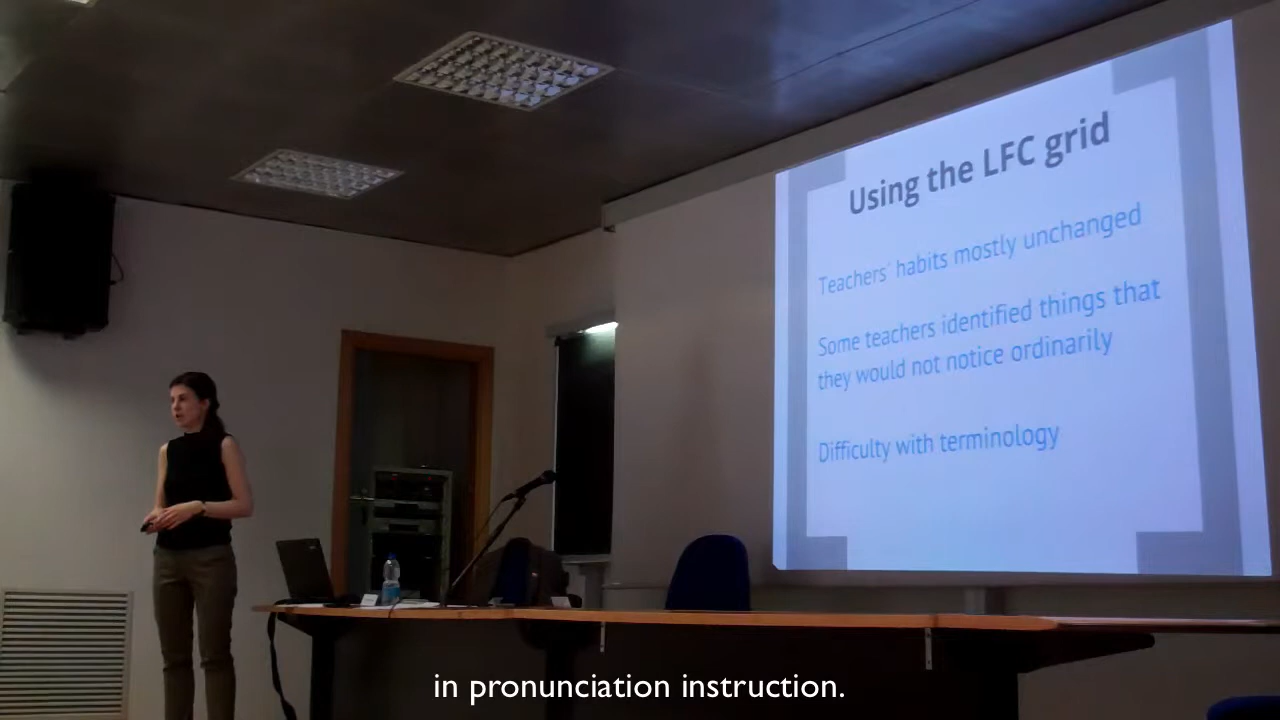 Using the LFC grid
Teachers' habits mostly unchanged
Some teachers identified things that
they would not notice ordinarily
Difficulty with terminology
in pronunciation instruction.